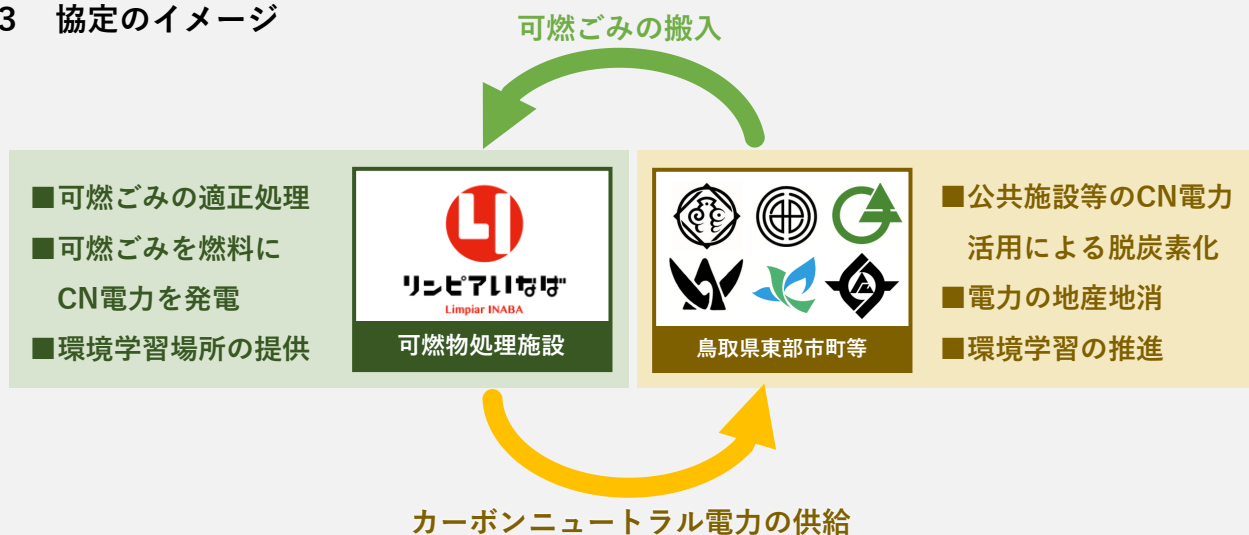 3 協定のイメージ
可燃ごみの搬入
■可燃ごみの適正処理
■可燃ごみを燃料に
CN電力を発電
■環境学習場所の提供
リンピアいなば
Limpiar INABA
可燃物処理施設
鳥取県東部市町等
■公共施設等のCN電力
活用による脱炭素化
■電力の地産地消
■環境学習の推進
カーボンニュートラル電力の供給